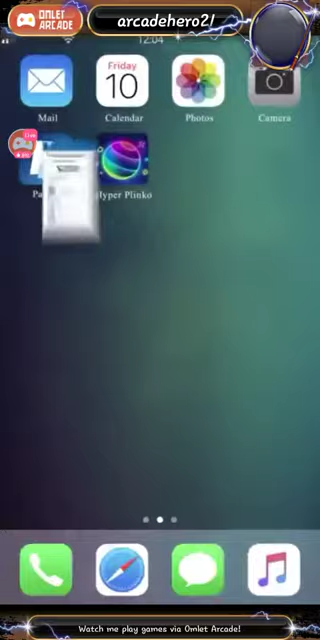 OMLET
ARCADE
arcadehero21
12:04
Friday
10
Mail
Calendar
Photos
Camera
Live
Pa
Hyper Plinko
Watch me play games via Omlet Arcade!